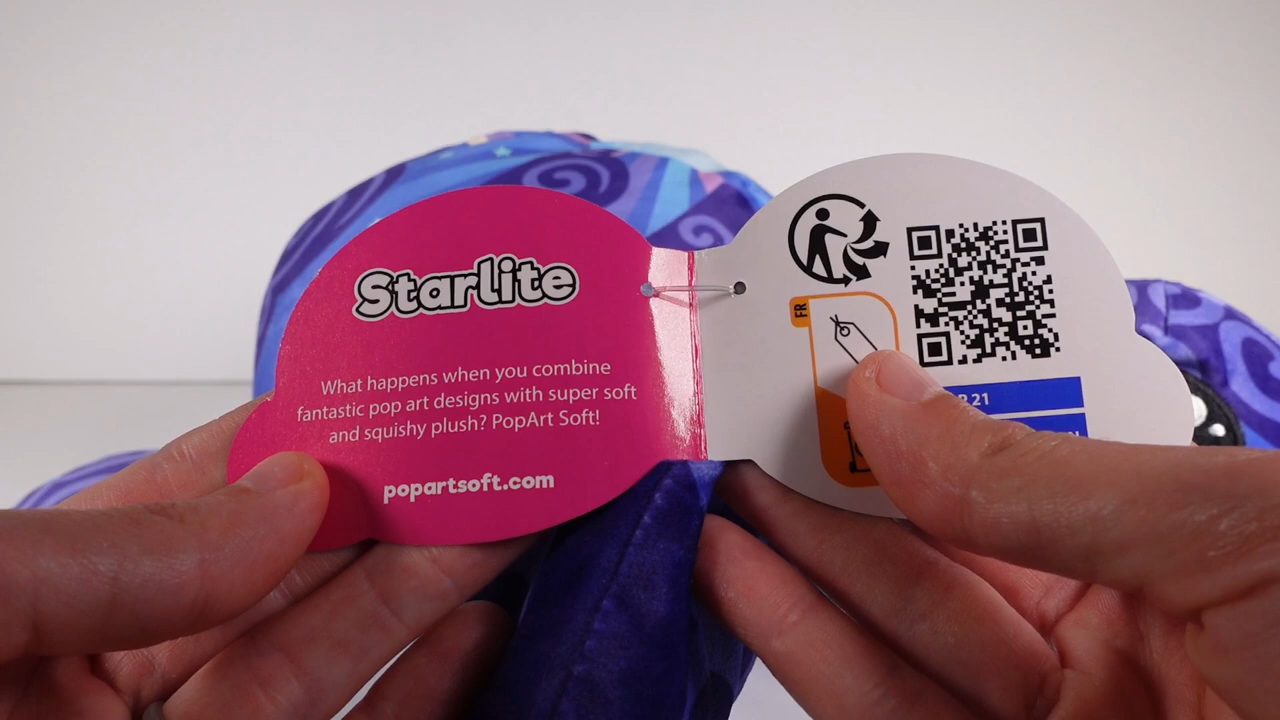 Starlite
What happens when you combine
fantastic pop art designs with super soft
and squishy plush? PopArt Soft!
popartsoft.com
FR
21